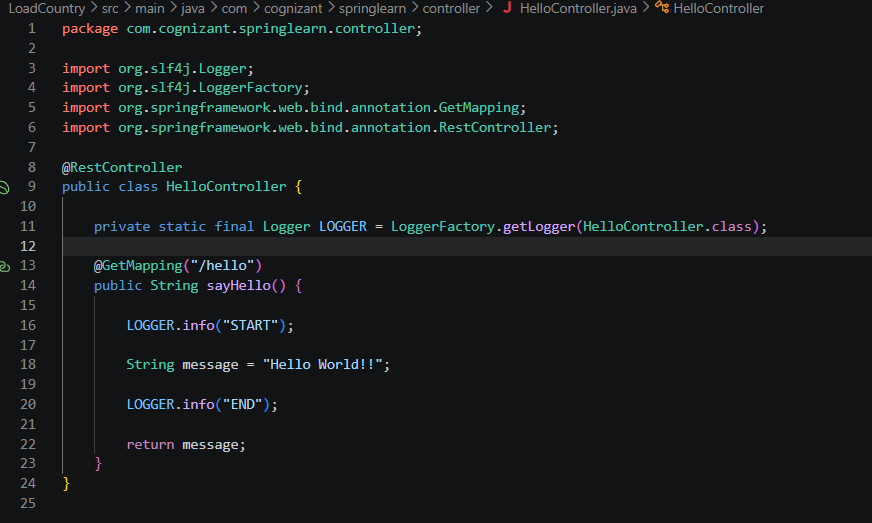 LoadCountry > src > main > java > com > cognizant > springlearn > controller > J HelloController.java > HelloController
1 package com.cognizant.springlearn.controller;
2
3 import org.slf4j.Logger;
4 import org.slf4j.LoggerFactory;
5 import org.springframework.web.bind.annotation.GetMapping;
6 import org.springframework.web.bind.annotation.RestController;
7
8 @RestController
9 public class HelloController {
10
11     private static final Logger LOGGER = LoggerFactory.getLogger(HelloController.class);
12
13     @GetMapping("/hello")
14     public String sayHello() {
15
16         LOGGER.info("START");
17
18         String message = "Hello World!!";
19
20         LOGGER.info("END");
21
22         return message;
23     }
24 }
25